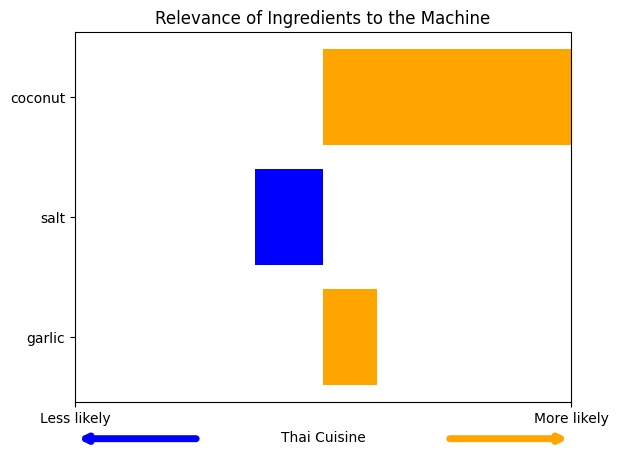 Relevance of Ingredients to the Machine
coconut
salt
garlic
Less likely
More likely
Thai Cuisine